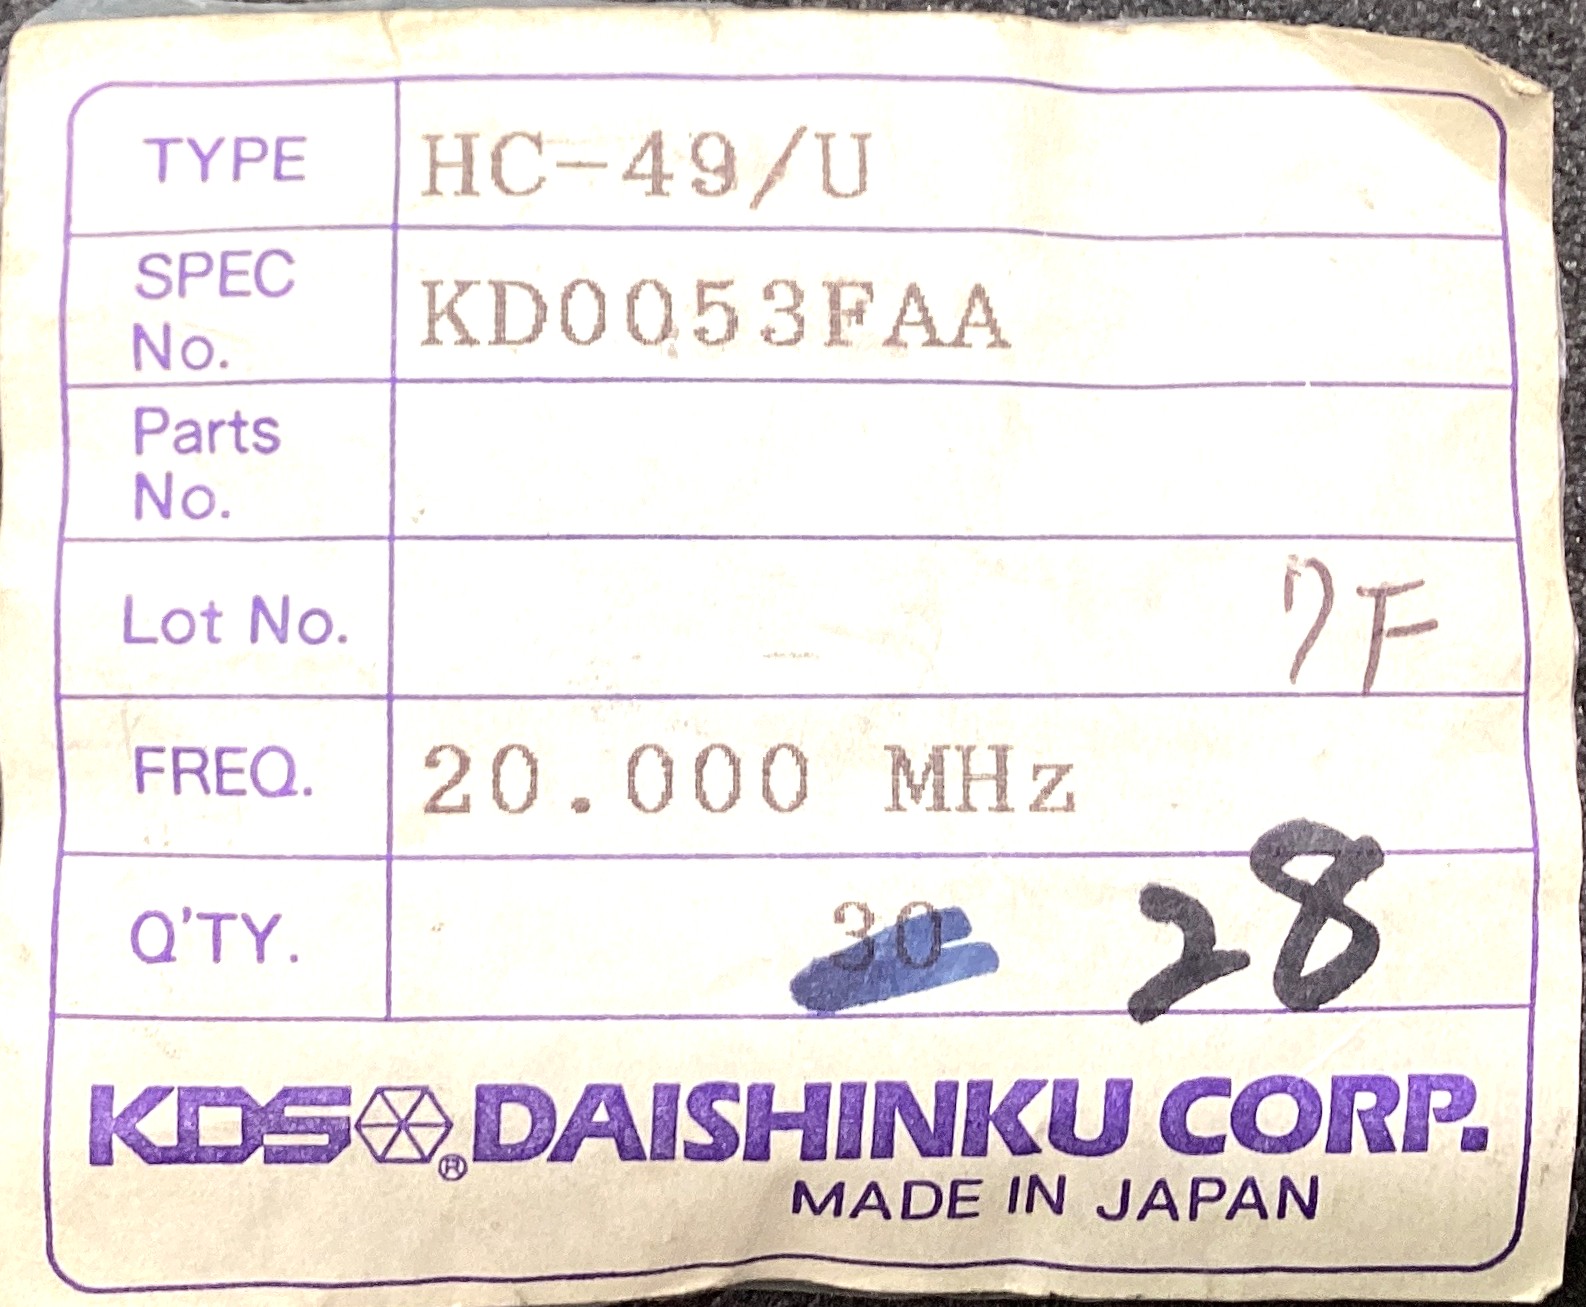 TYPE HC-49/U
SPEC No. KD0053FAA
Parts No.
Lot No. 7F
FREQ. 20.000 MHz
Q'TY. 30 28
KDS® DAISHINKU CORP.
MADE IN JAPAN